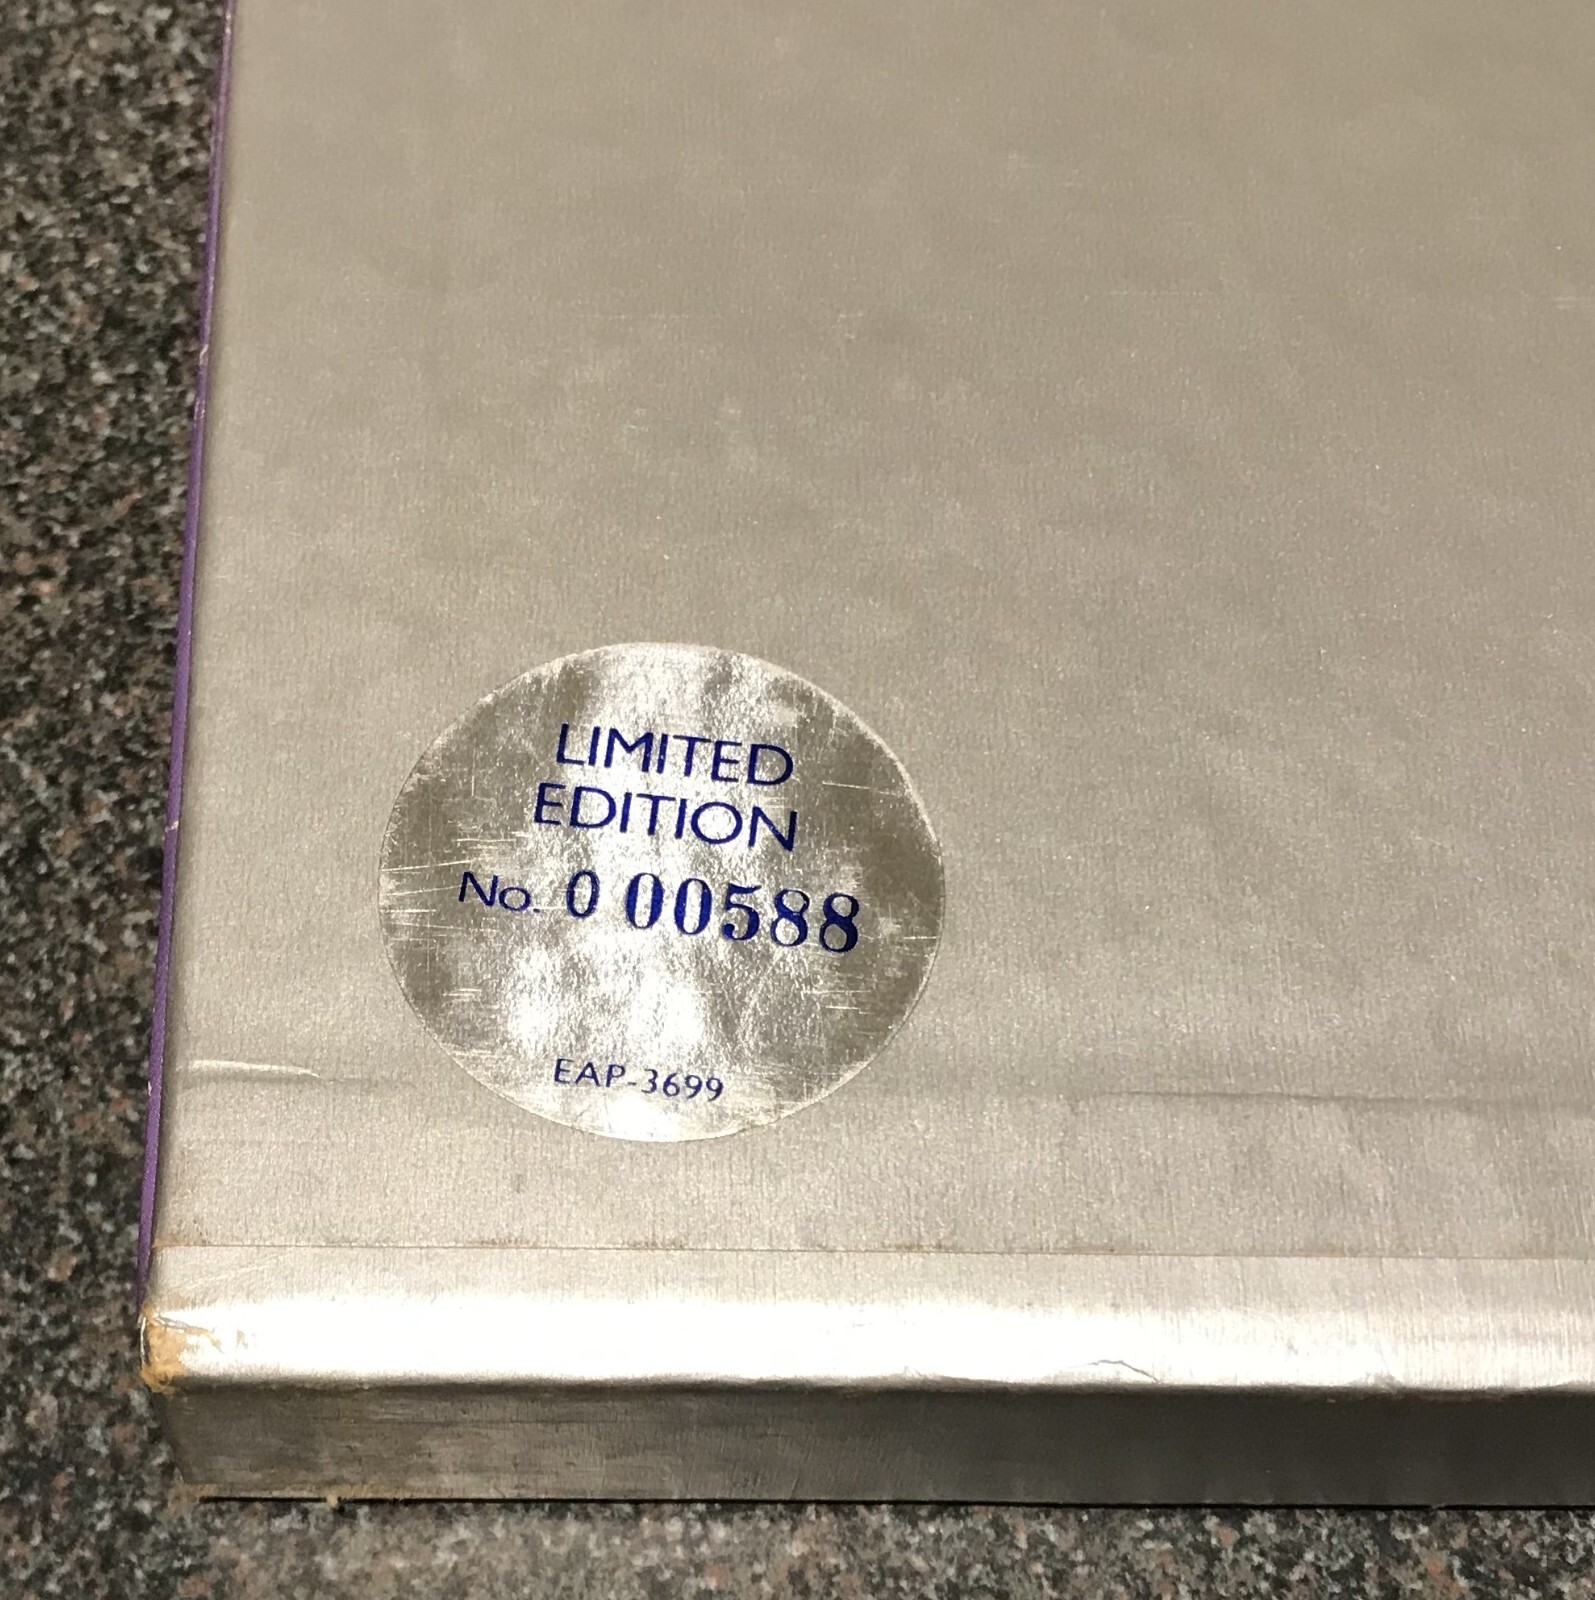 LIMITED
EDITION
No. 0 00588
EAP-3699